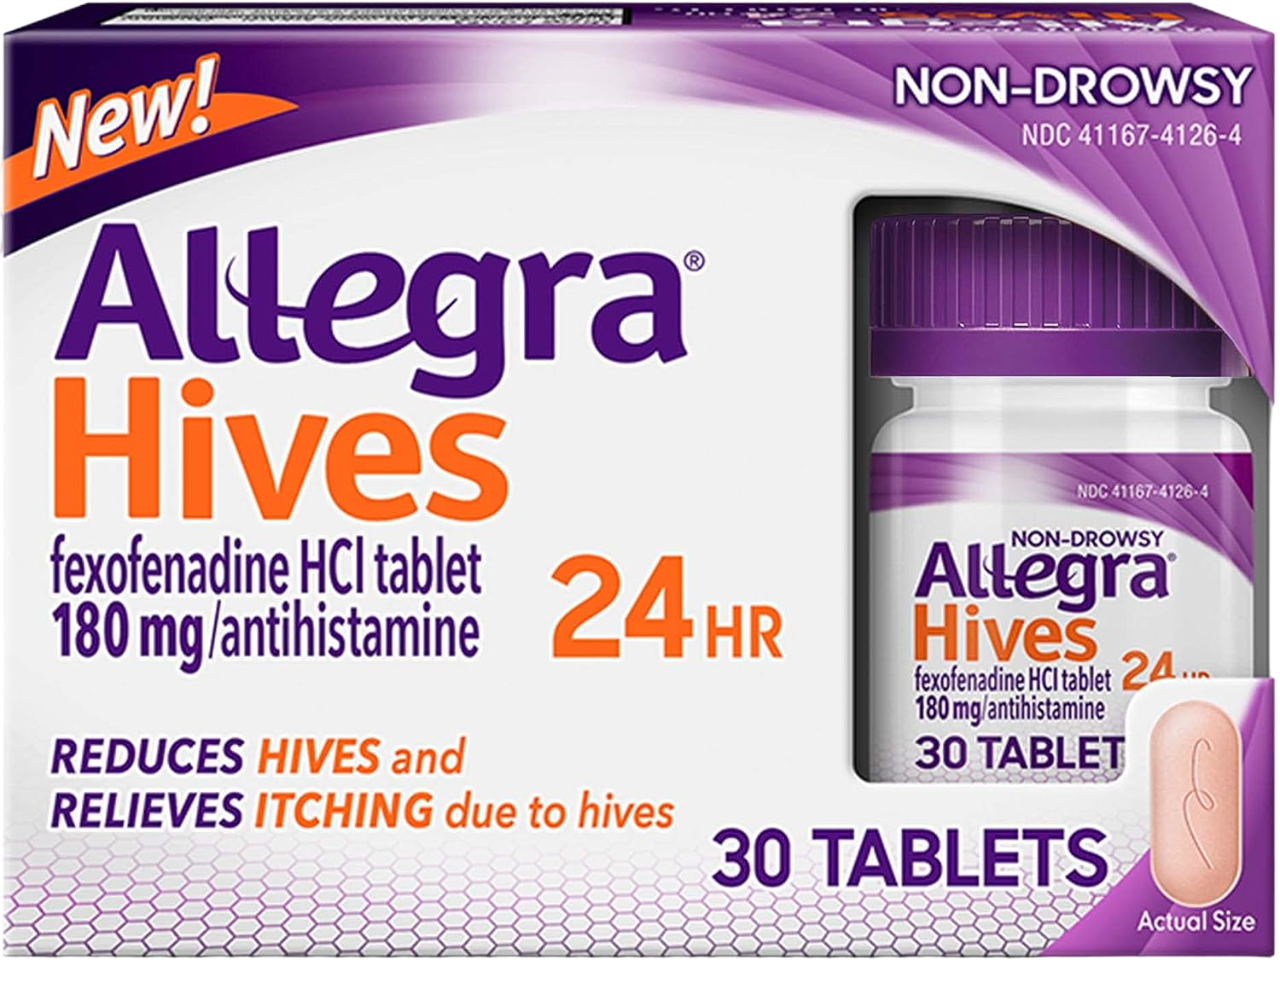 New!
NON-DROWSY
NDC 41167-4126-4
Allegra®
Hives
fexofenadine HCl tablet
180 mg/antihistamine
24 HR
REDUCES HIVES and
RELIEVES ITCHING due to hives
30 TABLETS
NDC 41167-4126-4
NON-DROWSY
Allegra®
Hives
24
fexofenadine HCl tablet
180 mg/antihistamine
30 TABLET
Actual Size